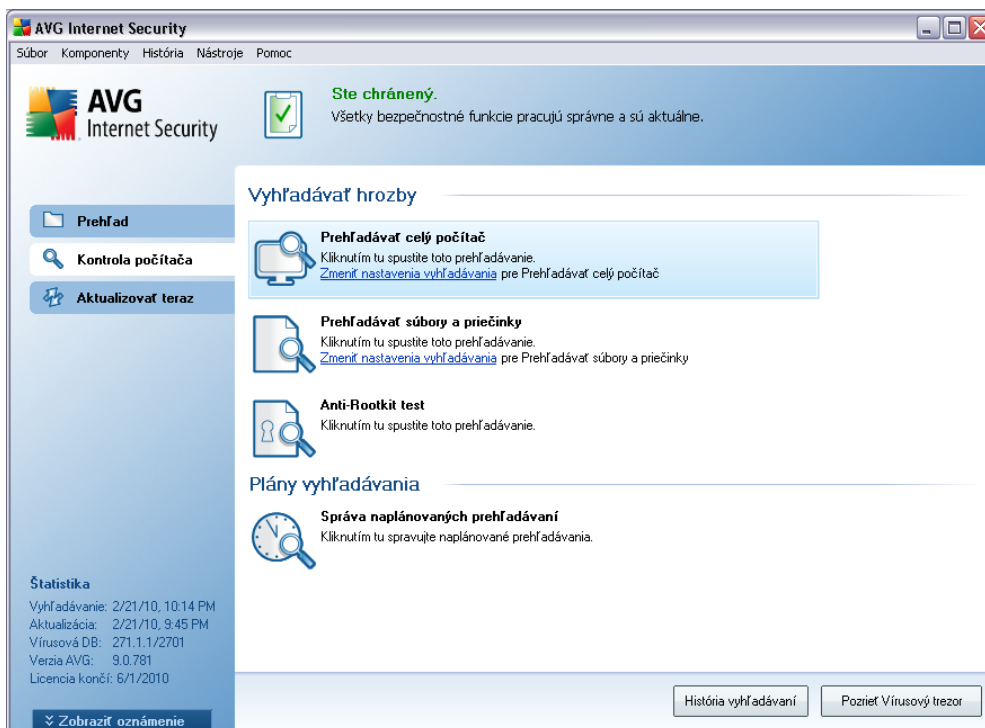 AVG Internet Security
Súbor Komponenty História Nástroje Pomoc
AVG
Internet Security
Ste chránený.
Všetky bezpečnostné funkcie pracujú správne a sú aktuálne.
Prehľad
Kontrola počítača
Aktualizovať teraz
Vyhľadávať hrozby
Prehľadávať celý počítač
Kliknutím tu spustite toto prehľadávanie.
Zmeniť nastavenia vyhľadávania pre Prehľadávať celý počítač
Prehľadávať súbory a priečinky
Kliknutím tu spustite toto prehľadávanie.
Zmeniť nastavenia vyhľadávania pre Prehľadávať súbory a priečinky
Anti-Rootkit test
Kliknutím tu spustite toto prehľadávanie.
Plány vyhľadávania
Správa naplánovaných prehľadávaní
Kliknutím tu spravujte naplánované prehľadávania.
Štatistika
Vyhľadávanie: 2/21/10, 10:14 PM
Aktualizácia: 2/21/10, 9:45 PM
Vírusová DB: 271.1.1/2701
Verzia AVG: 9.0.781
Licencia končí: 6/1/2010
Zobraziť oznámenie
História vyhľadávaní
Pozrieť Vírusový trezor